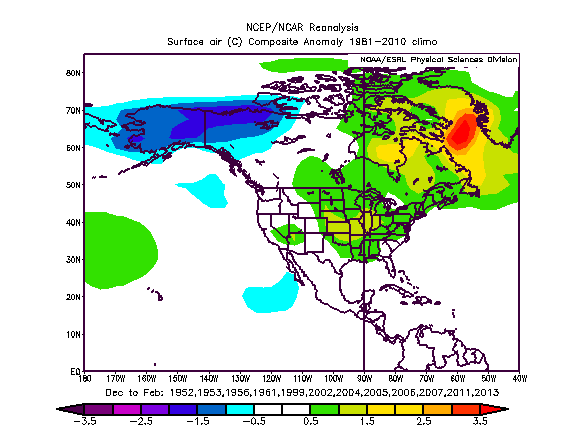 NCEP/NCAR Reanalysis
Surface air (C) Composite Anomaly 1981-2010 climo
NOAA/ESRL Physical Sciences Division
80N
70N
60N
50N
40N
30N
20N
10N
EQ
180 170W 160W 150W 140W 130W 120W 110W 100W 90W 80W 70W 60W 50W 40W
Dec to Feb: 1952,1953,1956,1961,1999,2002,2004,2005,2006,2007,2011,2013
-3.5 -2.5 -1.5 -0.5 0.5 1.5 2.5 3.5